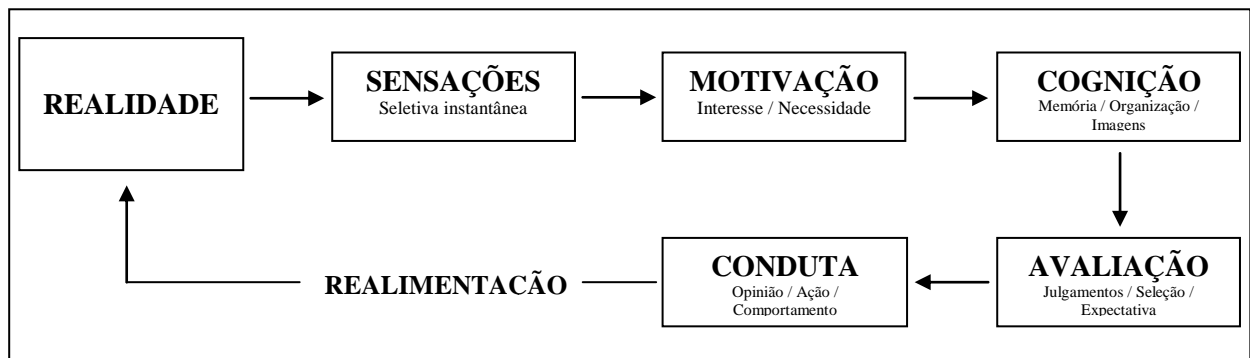 REALIDADE
SENSAÇÕES
Seletiva instantânea
MOTIVAÇÃO
Interesse / Necessidade
COGNIÇÃO
Memória / Organização /
Imagens
AVALIAÇÃO
Julgamentos / Seleção /
Expectativa
CONDUTA
Opinião / Ação /
Comportamento
REALIMENTACÃO